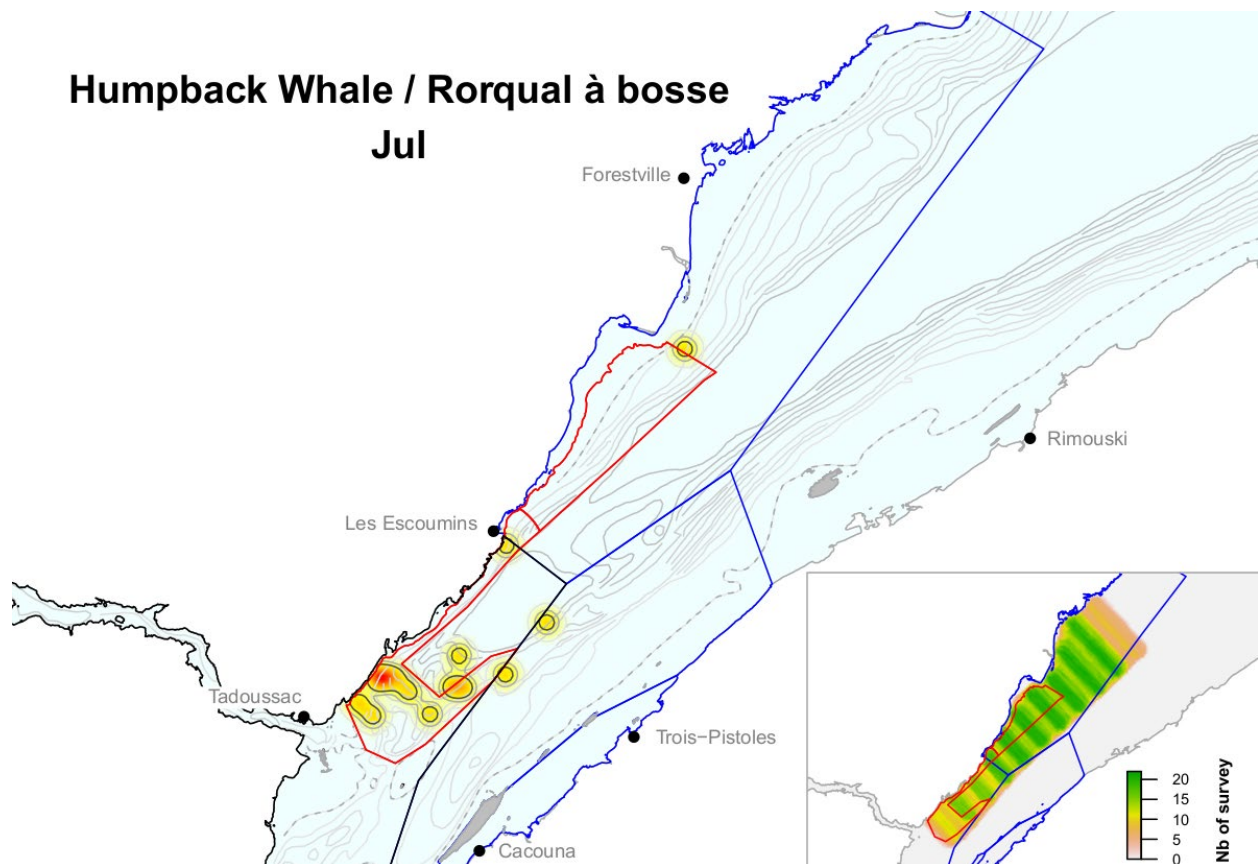 Humpback Whale / Rorqual à bosse
Jul
Forestville
Rimouski
Les Escoumins
Tadoussac
Trois−Pistoles
Cacouna
20
15
10
5
0
Nb of survey